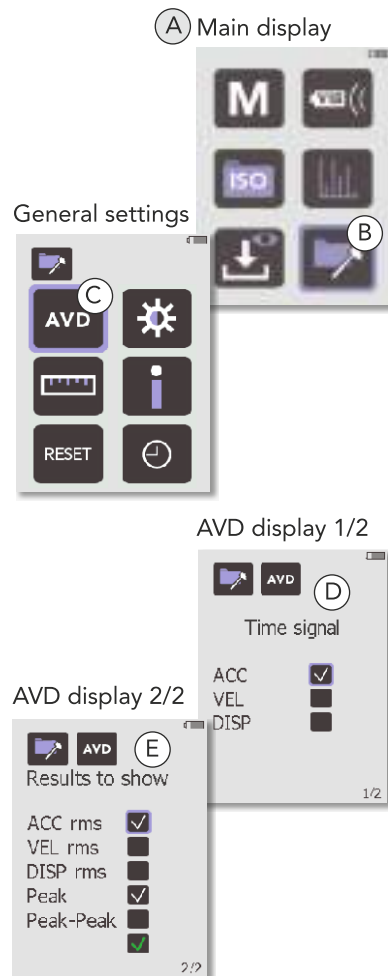 A Main display
M
ISO
B
General settings
C
AVD
RESET
AVD display 1/2
AVD
D
Time signal
ACC
VEL
DISP
1/2
AVD display 2/2
AVD
E
Results to show
ACC rms
VEL rms
DISP rms
Peak
Peak-Peak
2/2